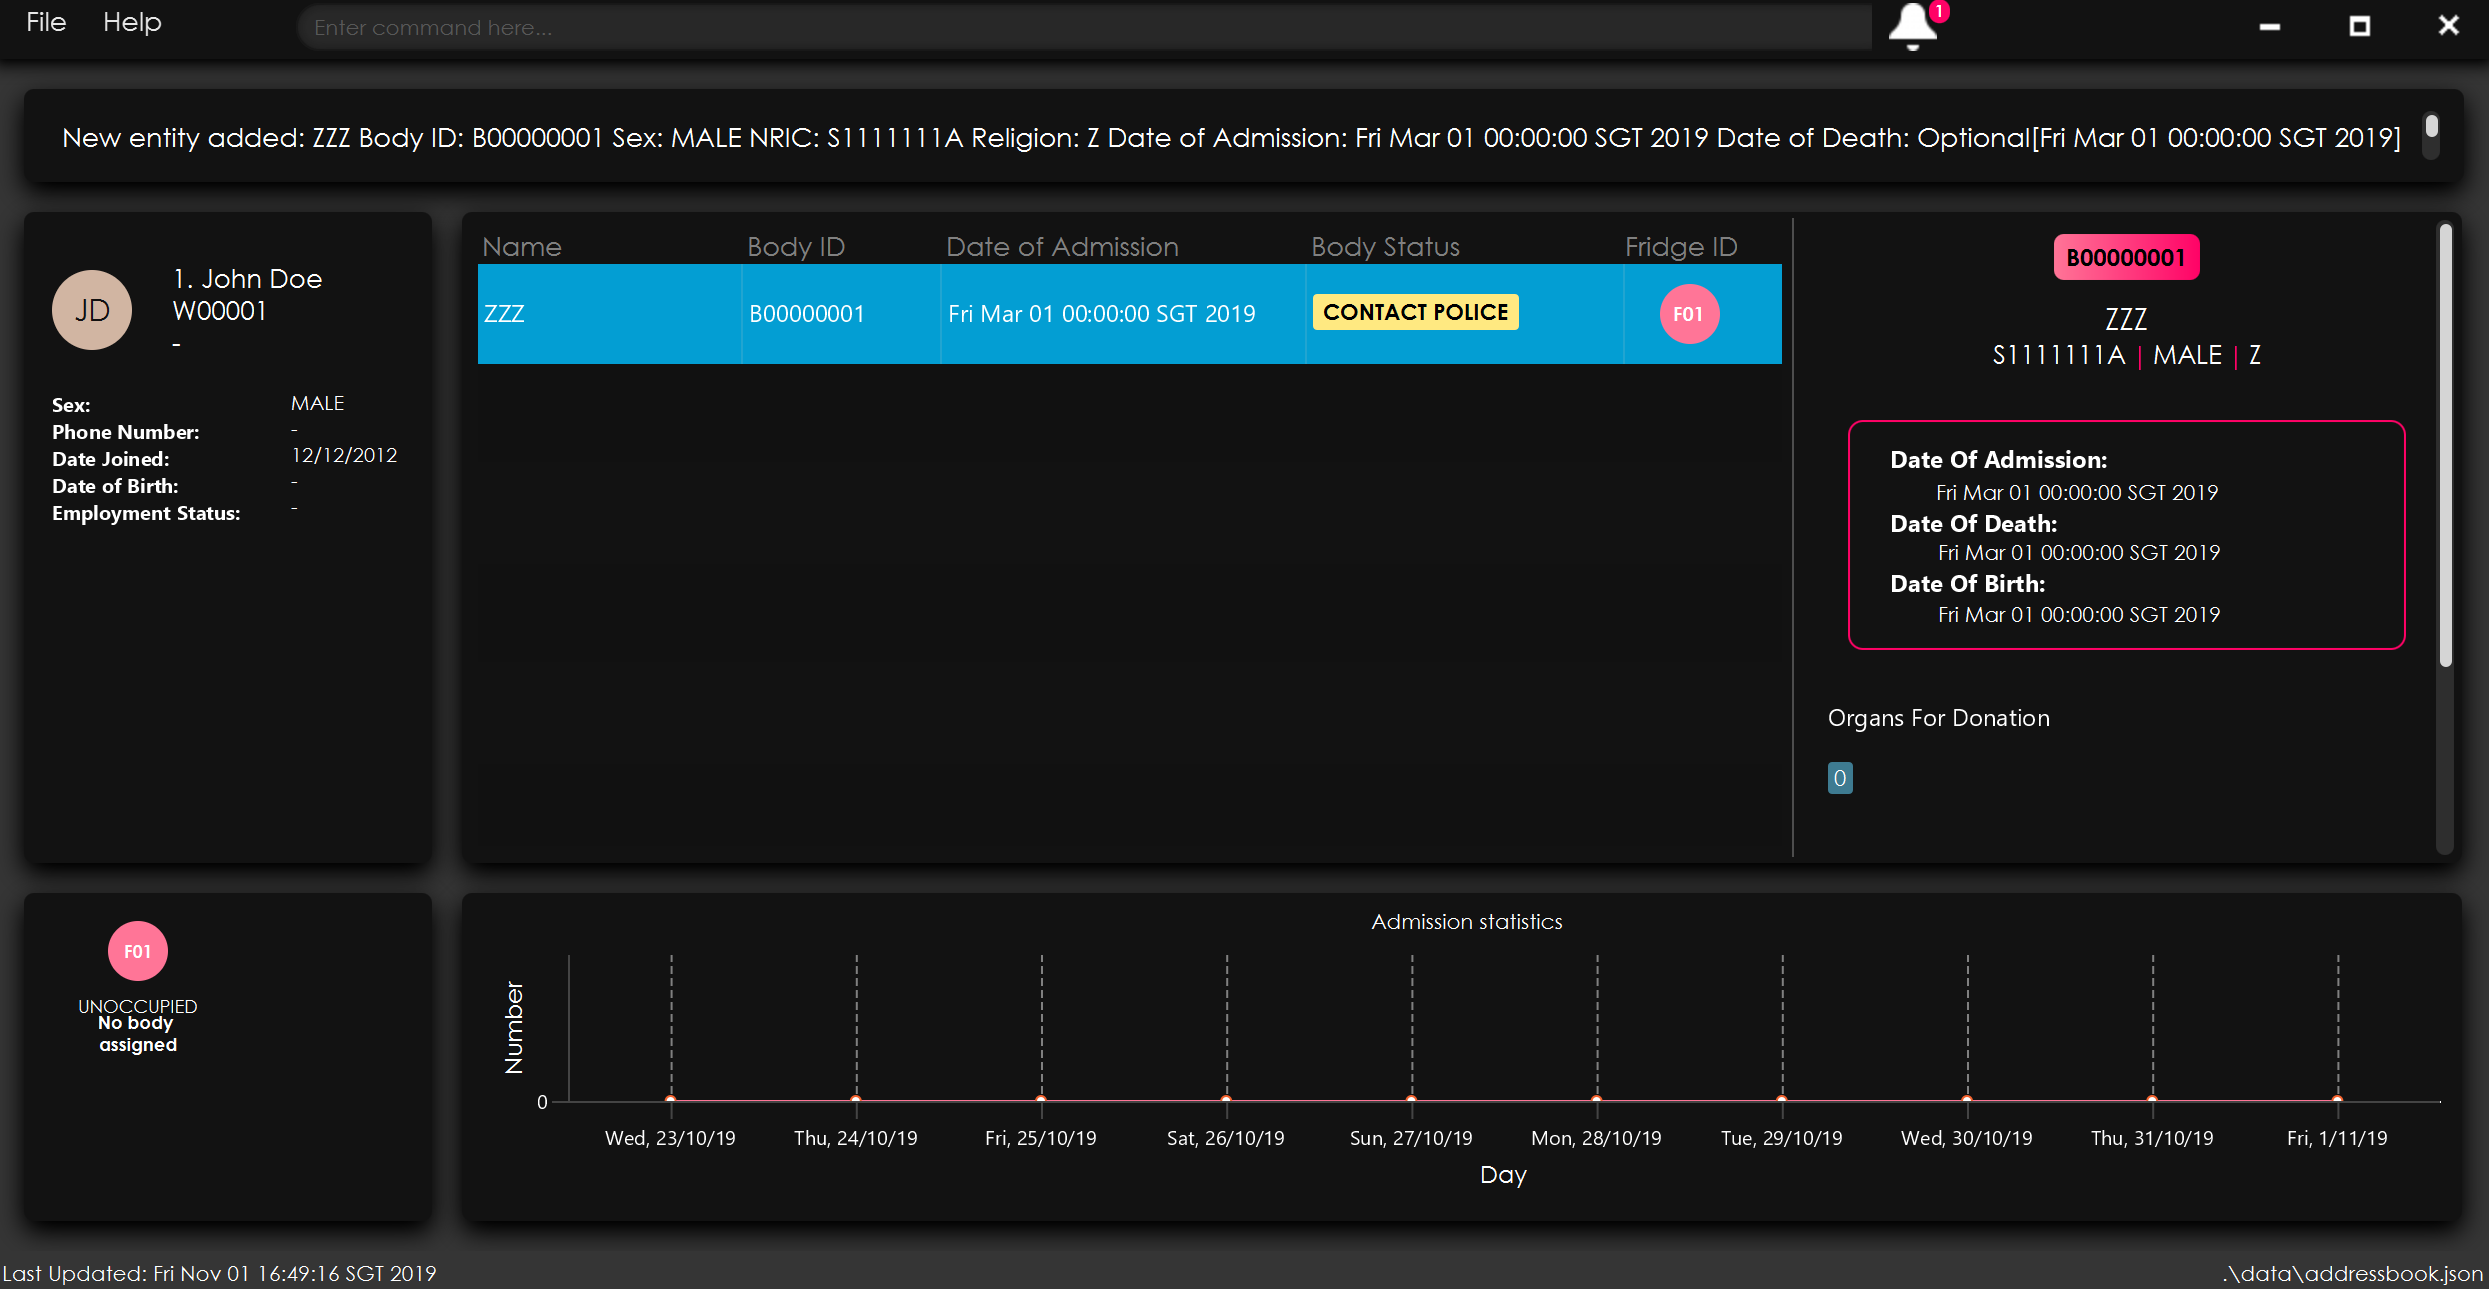 File Help Enter command here... 1
New entity added: ZZZ Body ID: B00000001 Sex: MALE NRIC: S1111111A Religion: Z Date of Admission: Fri Mar 01 00:00:00 SGT 2019 Date of Death: Optional[Fri Mar 01 00:00:00 SGT 2019]
JD
1. John Doe
W00001
-
Sex: MALE
Phone Number: -
Date Joined: 12/12/2012
Date of Birth: -
Employment Status: -
Name Body ID Date of Admission Body Status Fridge ID
ZZZ B00000001 Fri Mar 01 00:00:00 SGT 2019 CONTACT POLICE F01
B00000001
ZZZ
S1111111A | MALE | Z
Date Of Admission:
Fri Mar 01 00:00:00 SGT 2019
Date Of Death:
Fri Mar 01 00:00:00 SGT 2019
Date Of Birth:
Fri Mar 01 00:00:00 SGT 2019
Organs For Donation
0
F01
UNOCCUPIED
No body
assigned
Admission statistics
Number
0
Wed, 23/10/19 Thu, 24/10/19 Fri, 25/10/19 Sat, 26/10/19 Sun, 27/10/19 Mon, 28/10/19 Tue, 29/10/19 Wed, 30/10/19 Thu, 31/10/19 Fri, 1/11/19
Day
Last Updated: Fri Nov 01 16:49:16 SGT 2019 .\data\addressbook.json